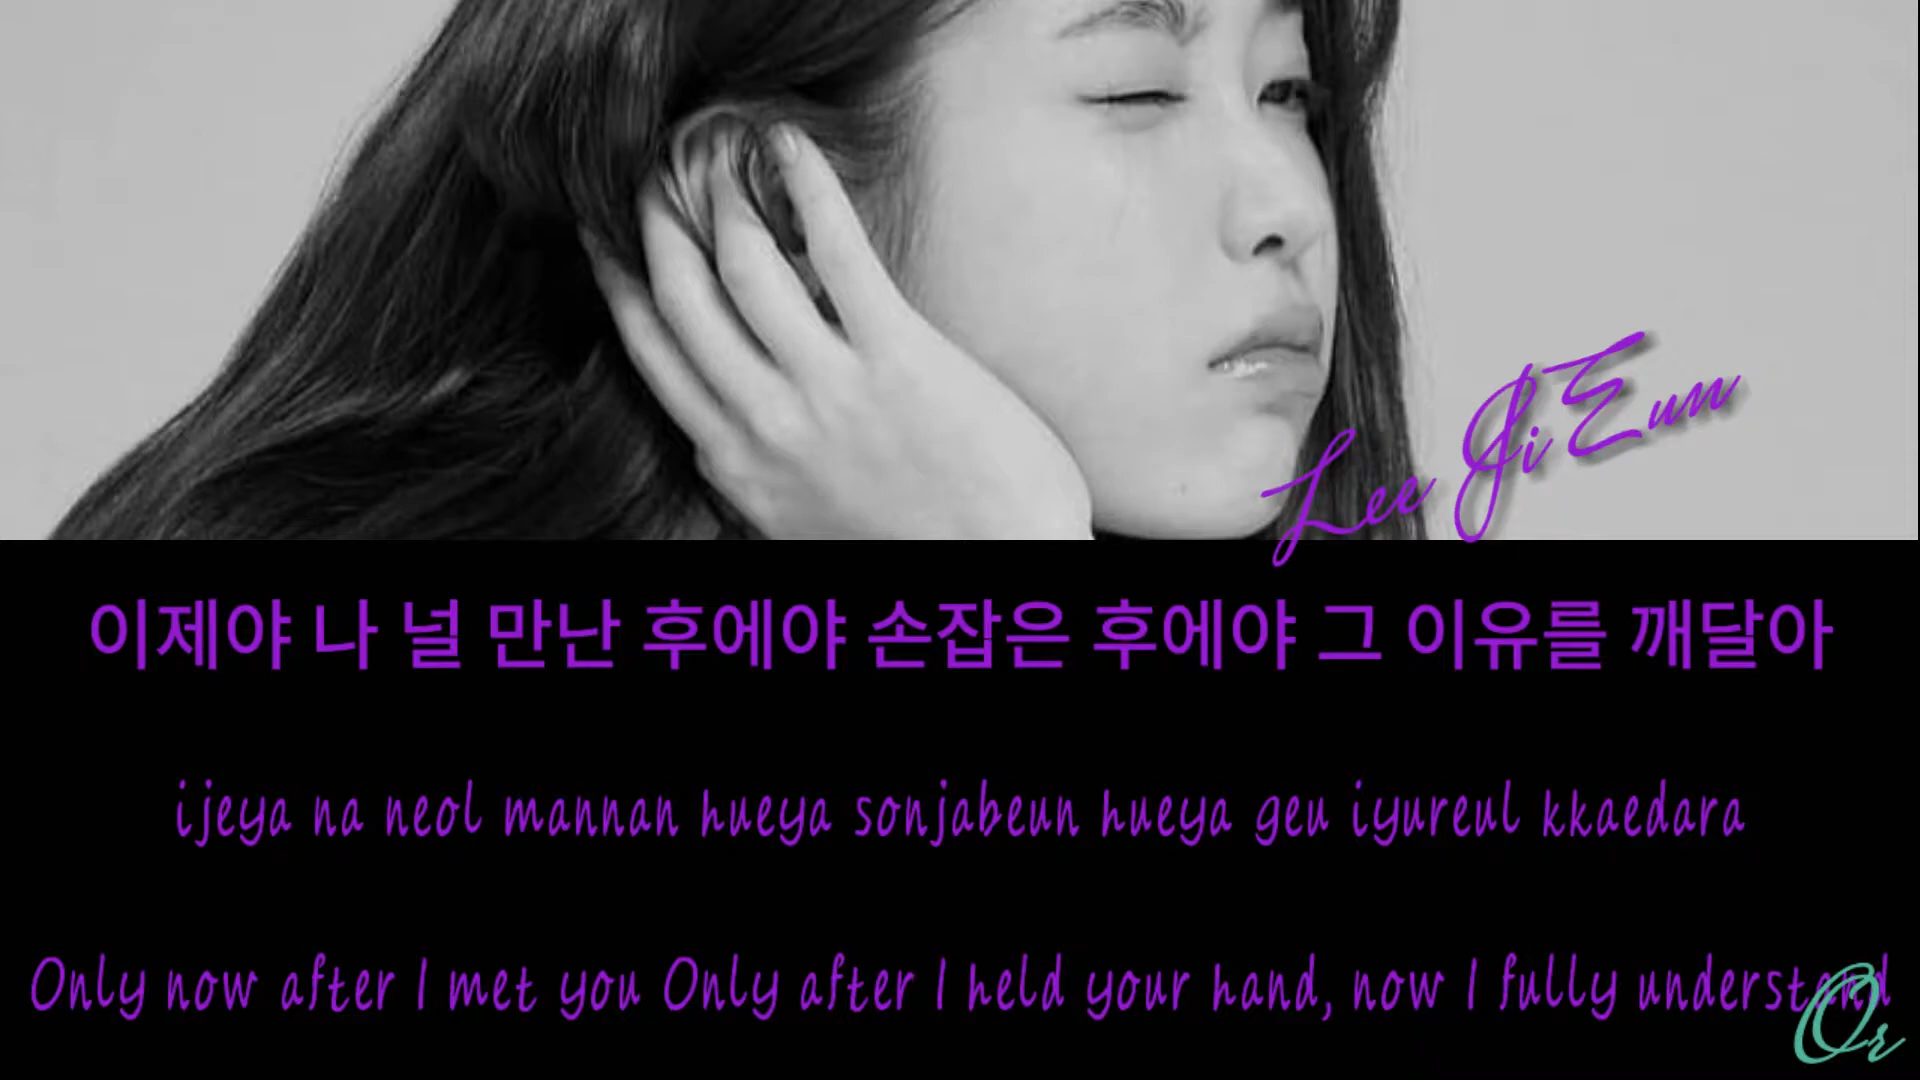 Lee Ji Eun
이제야 나 널 만난 후에야 손잡은 후에야 그 이유를 깨달아
ijeya na neol mannan hueya sonjabeun hueya geu iyureul kkaedara
Only now after I met you Only after I held your hand, now I fully understand
Or